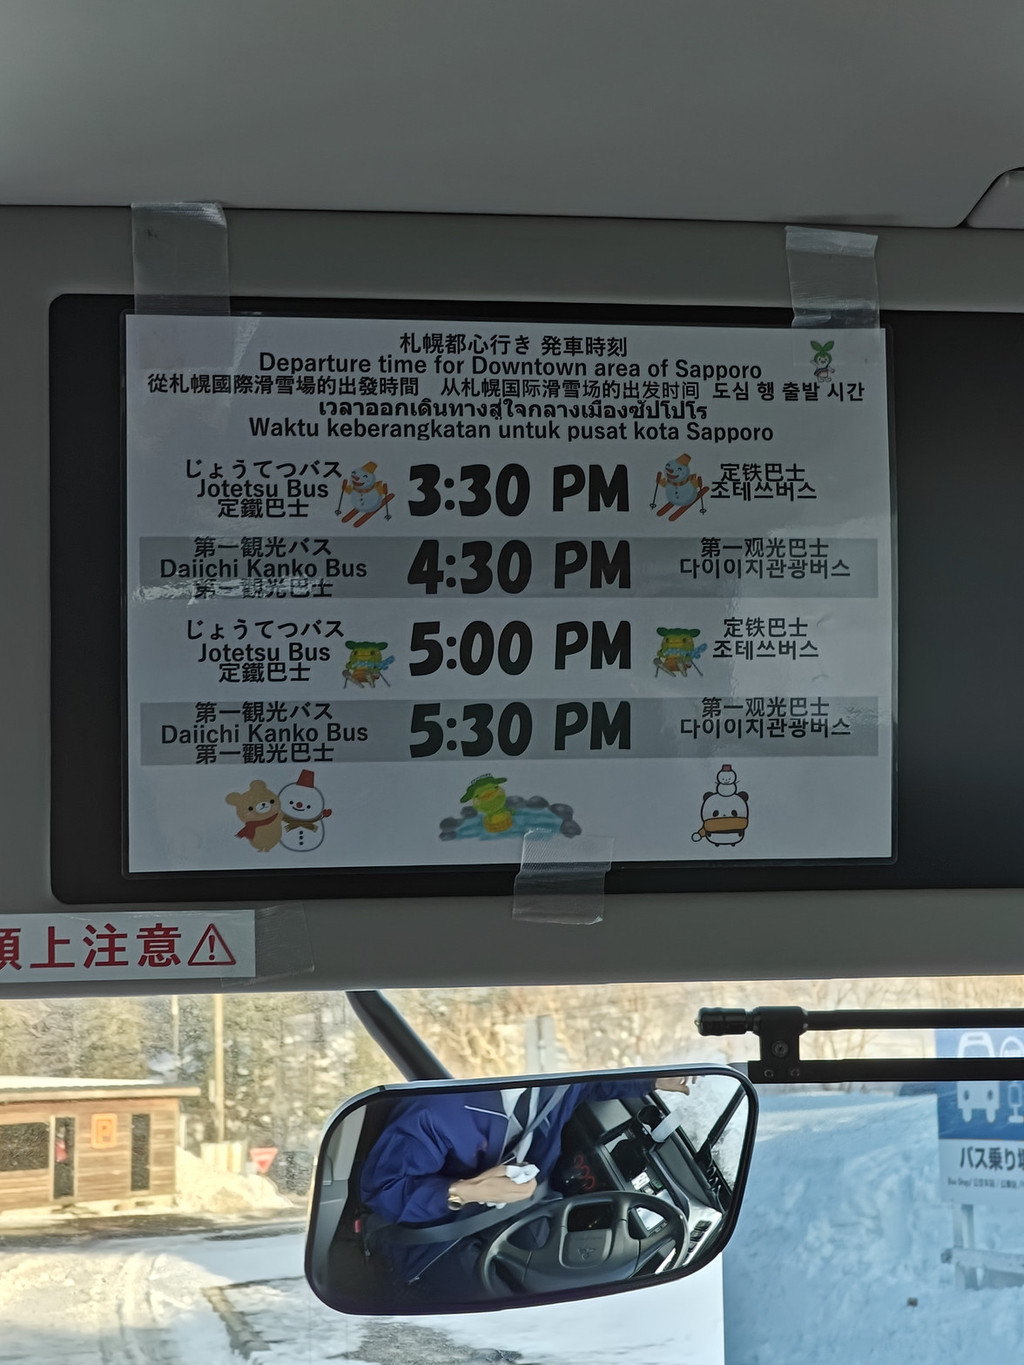 札幌都心行き 発車時刻
Departure time for Downtown area of Sapporo
從札幌國際滑雪場的出發時間 从札幌国际滑雪场的出发时间 도심 행 출발 시간
เวลาออกเดินทางสู่ใจกลางเมืองซัปโปโร
Waktu keberangkatan untuk pusat kota Sapporo
じょうてつバス
Jotetsu Bus
定鐵巴士
3:30 PM
定铁巴士
조테쓰버스
第一観光バス
Daiichi Kanko Bus
第一觀光巴士
4:30 PM
第一观光巴士
다이이지관광버스
じょうてつバス
Jotetsu Bus
定鐵巴士
5:00 PM
定铁巴士
조테쓰버스
第一観光バス
Daiichi Kanko Bus
第一觀光巴士
5:30 PM
第一观光巴士
다이이지관광버스
頭上注意
バス乗り